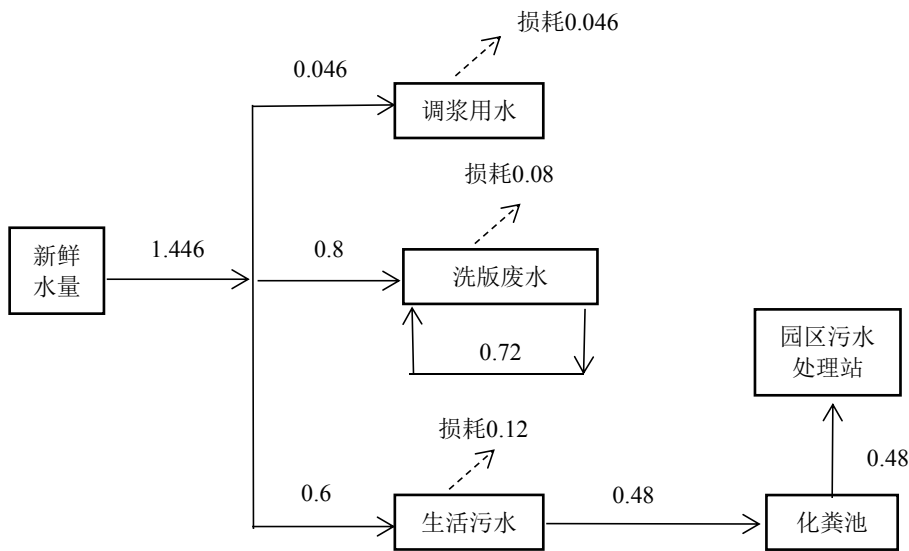 损耗0.046
0.046
调浆用水
损耗0.08
新鲜
水量
1.446
0.8
洗版废水
0.72
园区污水
处理站
损耗0.12
0.48
0.6
生活污水
0.48
化粪池